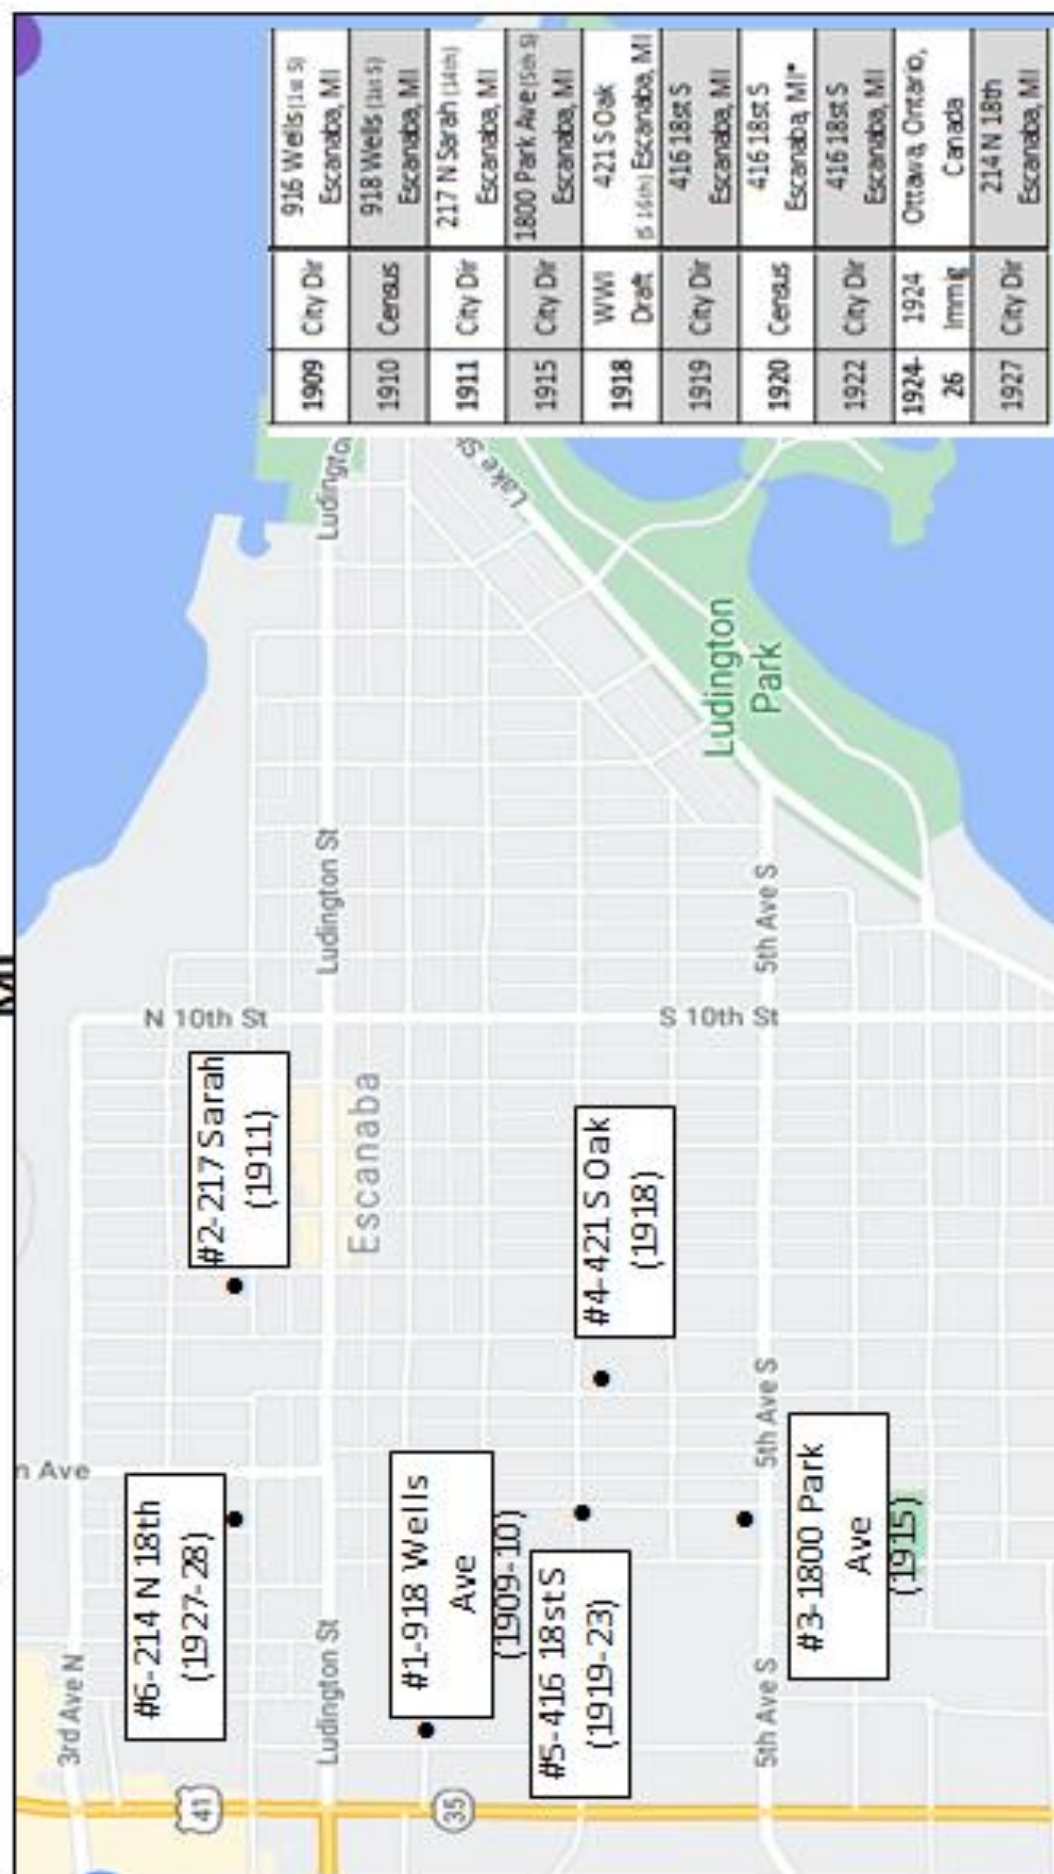 MI
n Ave
3rd Ave N
#6-214 N 18th
(1927-28)
41
N 10th St
#2-217 Sarah
(1911)
Ludington St
Ludington St
Ludingto
Escanaba
#1-918 Wells
Ave
(1909-10)
35
#5-416 18st S
(1919-23)
#4-421 S Oak
(1918)
S 10th St
Lake St
Ludington
Park
5th Ave S
5th Ave S
5th Ave S
#3-1800 Park
Ave
(1915)
1909 City Dir 916 Wells (1st S)
Escanaba, MI
1910 Census 918 Wells (1st S)
Escanaba, MI
1911 City Dir 217 N Sarah (14th)
Escanaba, MI
1915 City Dir 1800 Park Ave (5th S)
Escanaba, MI
1918 WWI Draft 421 S Oak
(S 16th) Escanaba, MI
1919 City Dir 416 18st S
Escanaba, MI
1920 Census 416 18st S
Escanaba, MI*
1922 City Dir 416 18st S
Escanaba, MI
1924-26 1924 Immig Ottawa, Ontario,
Canada
1927 City Dir 214 N 18th
Escanaba, MI